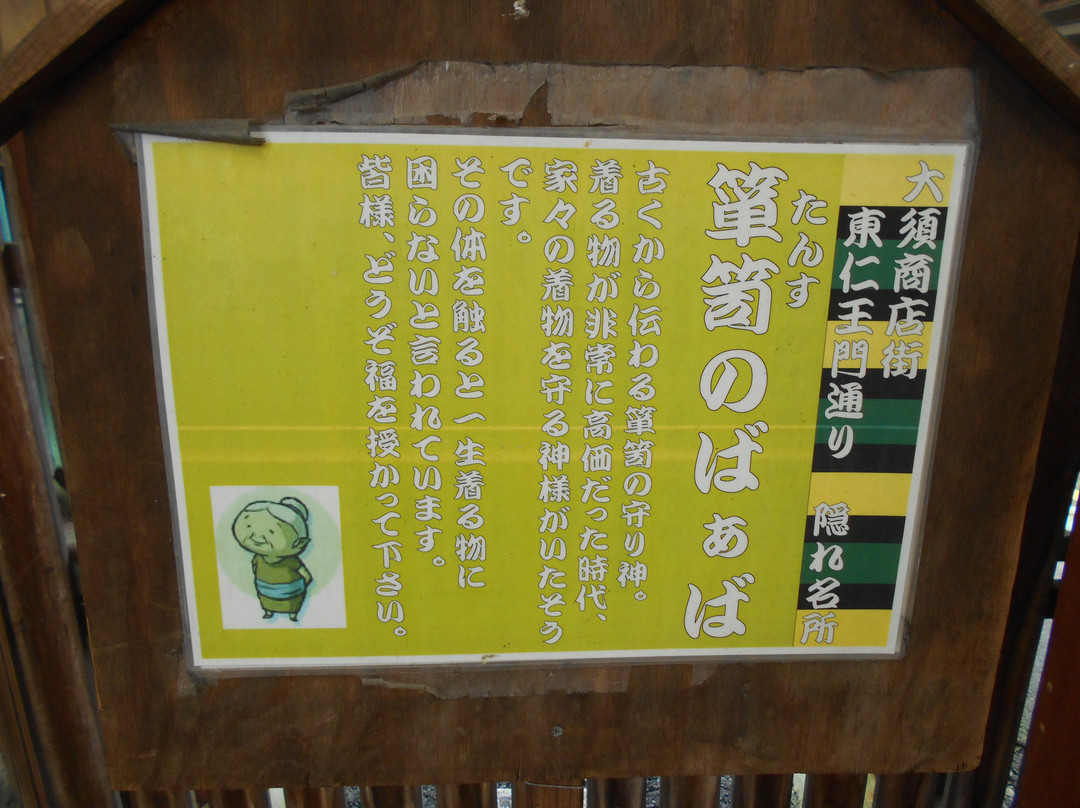 大須商店街
東仁王門通り 隠れ名所
たんす
箪笥のばぁば
古くから伝わる箪笥の守り神。
着る物が非常に高価だった時代、
家々の着物を守る神様がいたそう
です。
その体を触ると一生着る物に
困らないと言われています。
皆様、どうぞ福を授かって下さい。